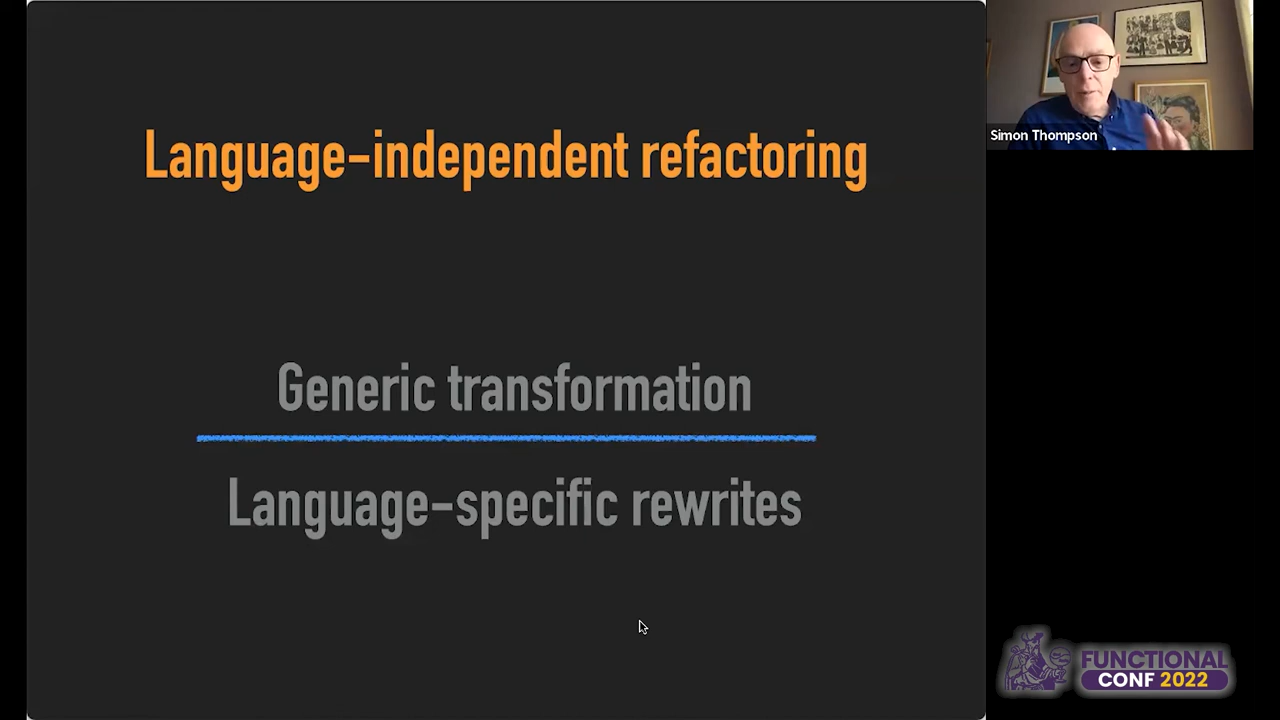 Language-independent refactoring
Generic transformation
Language-specific rewrites
Simon Thompson
FUNCTIONAL
CONF 2022